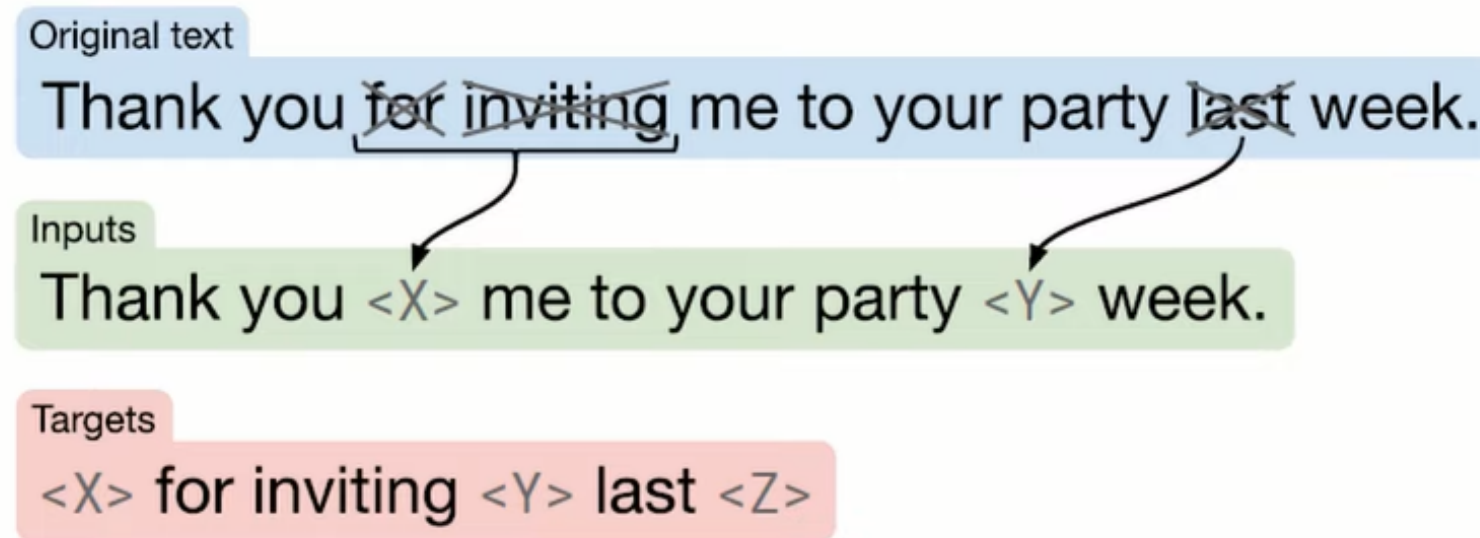 Original text
Thank you for inviting me to your party last week.
Inputs
Thank you <X> me to your party <Y> week.
Targets
<X> for inviting <Y> last <Z>